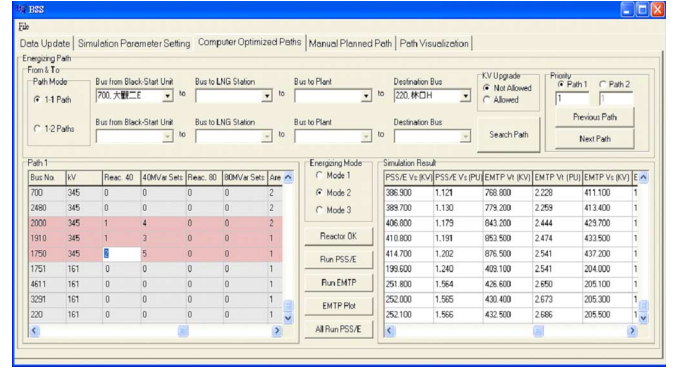 BSS
File
Data Update Simulation Parameter Setting Computer Optimized Paths Manual Planned Path Path Visualization
Energizing Path
From & To
Path Mode Bus from Black-Start Unit Bus to LNG Station Bus to Plant Destination Bus KV Upgrade Priority
1-1 Path 700, 大觀二E to to to 220, 林口H Not Allowed Allowed Path 1 Path 2
1 1
1-2 Paths Bus from Black-Start Unit Bus to LNG Station Bus to Plant Destination Bus Search Path Previous Path
to to to Next Path
Path 1 Energizing Mode Simulation Result
Bus No. kV Reac. 40 40MVar Sets Reac. 80 80MVar Sets Are Mode 1 PSS/E Vs (KV) PSS/E Vs (PU) EMTP Vt (KV) EMTP Vt (PU) EMTP Vs (KV) E
700 345 0 0 0 0 2 Mode 2 386.900 1.121 768.800 2.228 411.100 1
2480 345 0 0 0 0 2 Mode 3 389.700 1.130 779.200 2.259 413.400 1
2000 345 1 4 0 0 2 406.800 1.179 843.200 2.444 429.700 1
1910 345 1 3 0 0 1 Reactor OK 410.800 1.191 853.500 2.474 433.500 1
1750 345 2 5 0 0 1 Run PSS/E 414.700 1.202 876.500 2.541 437.200 1
1751 161 0 0 0 0 1 199.600 1.240 409.100 2.541 204.000 1
4611 161 0 0 0 0 1 Run EMTP 251.800 1.564 426.600 2.650 205.100 1
3291 161 0 0 0 0 1 EMTP Plot 252.000 1.565 430.400 2.673 205.300 1
220 161 0 0 0 0 1 252.100 1.566 432.500 2.686 205.500 1
All Run PSS/E